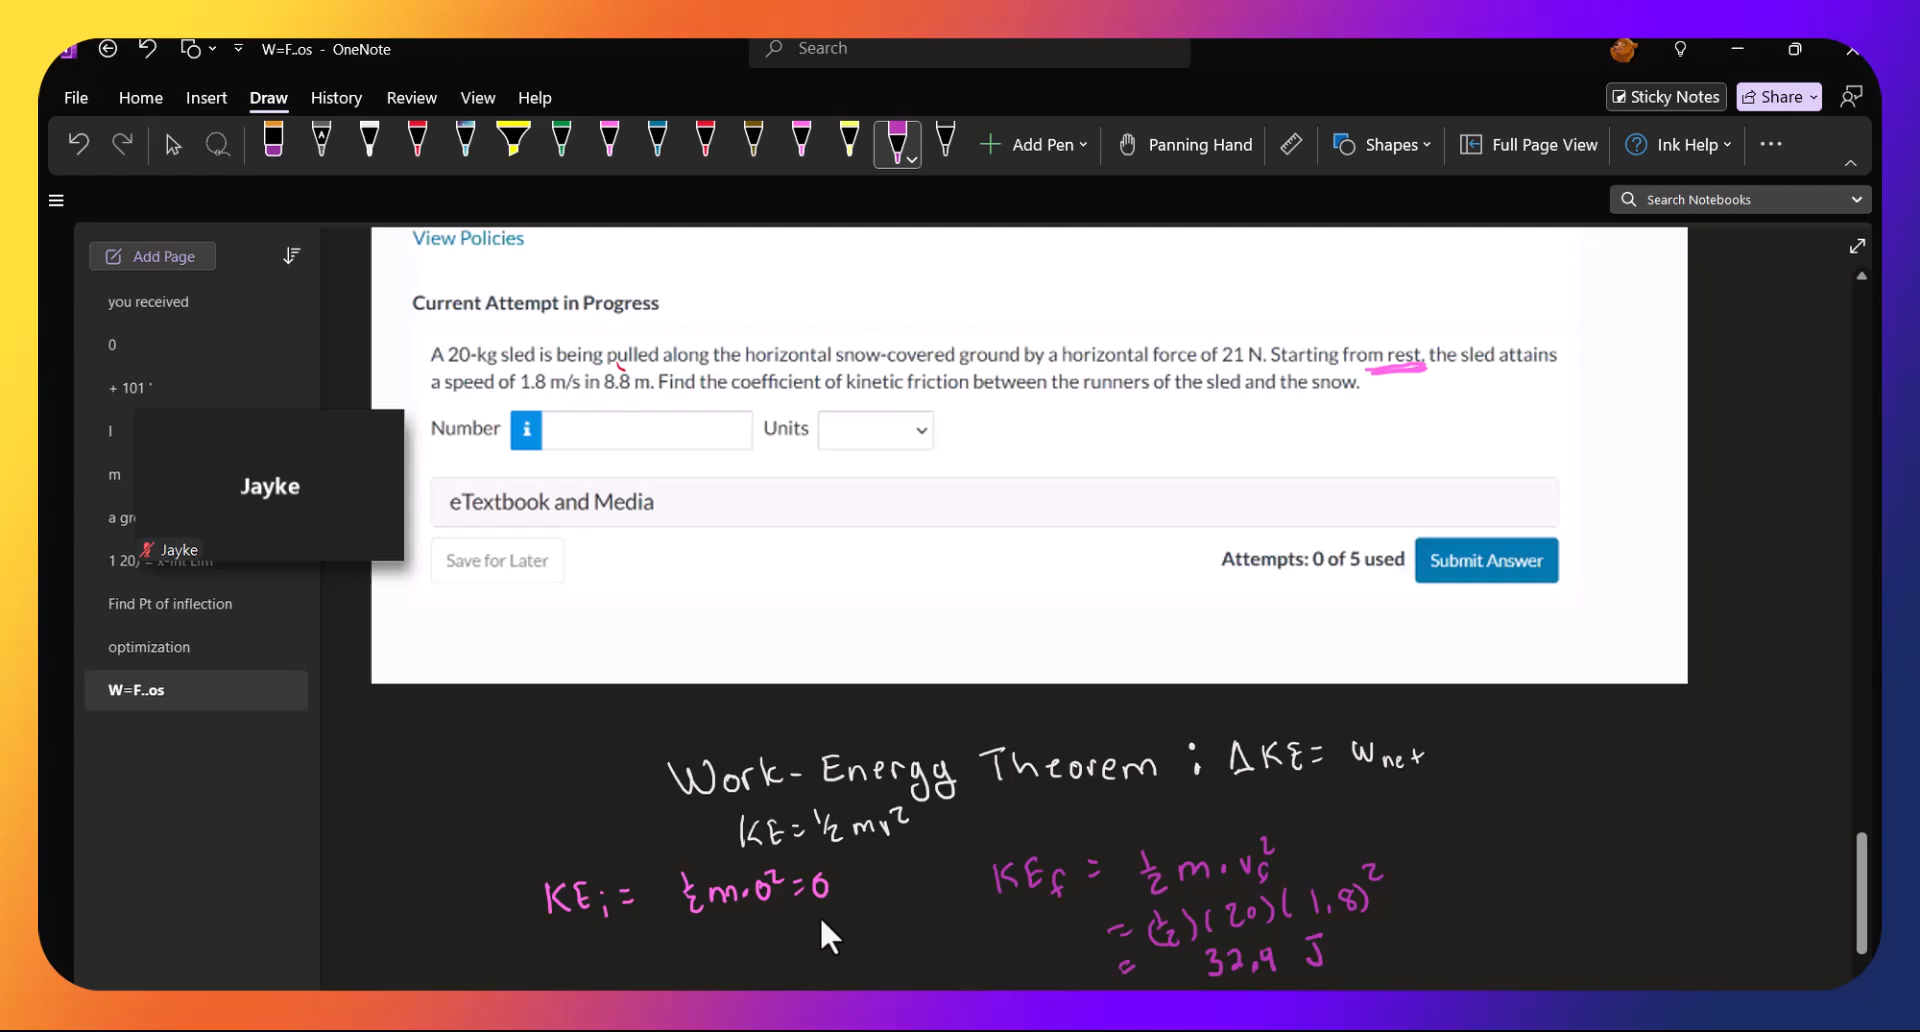 W=F..os - OneNote
Search
File Home Insert Draw History Review View Help
Sticky Notes Share
Add Pen Panning Hand Shapes Full Page View Ink Help ...
Search Notebooks
Add Page
you received
0
+ 101 '
I
m
a gr
1 20)
Find Pt of inflection
optimization
W=F..os
Jayke
Jayke
View Policies
Current Attempt in Progress
A 20-kg sled is being pulled along the horizontal snow-covered ground by a horizontal force of 21 N. Starting from rest, the sled attains
a speed of 1.8 m/s in 8.8 m. Find the coefficient of kinetic friction between the runners of the sled and the snow.
Number i Units
eTextbook and Media
Save for Later Attempts: 0 of 5 used Submit Answer
Work-Energy Theorem : ΔKE= Wnet
KE=½mv²
KEi= ½m·0²=0
KEf = ½m·vf²
= (½)(20)(1.8)²
= 32.4 J